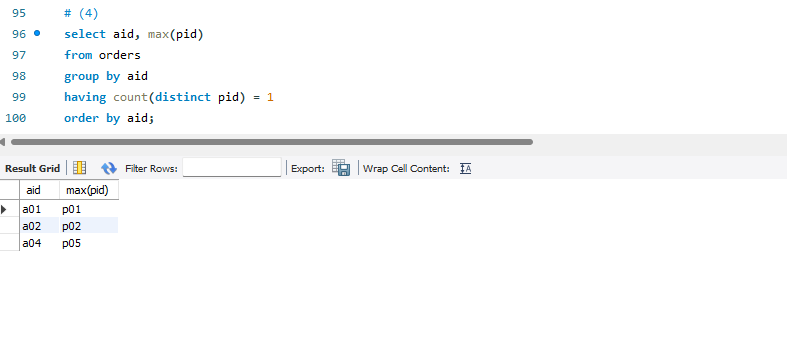 95 # (4)
96 select aid, max(pid)
97 from orders
98 group by aid
99 having count(distinct pid) = 1
100 order by aid;
Result Grid Filter Rows: Export: Wrap Cell Content: IA
aid max(pid)
a01 p01
a02 p02
a04 p05